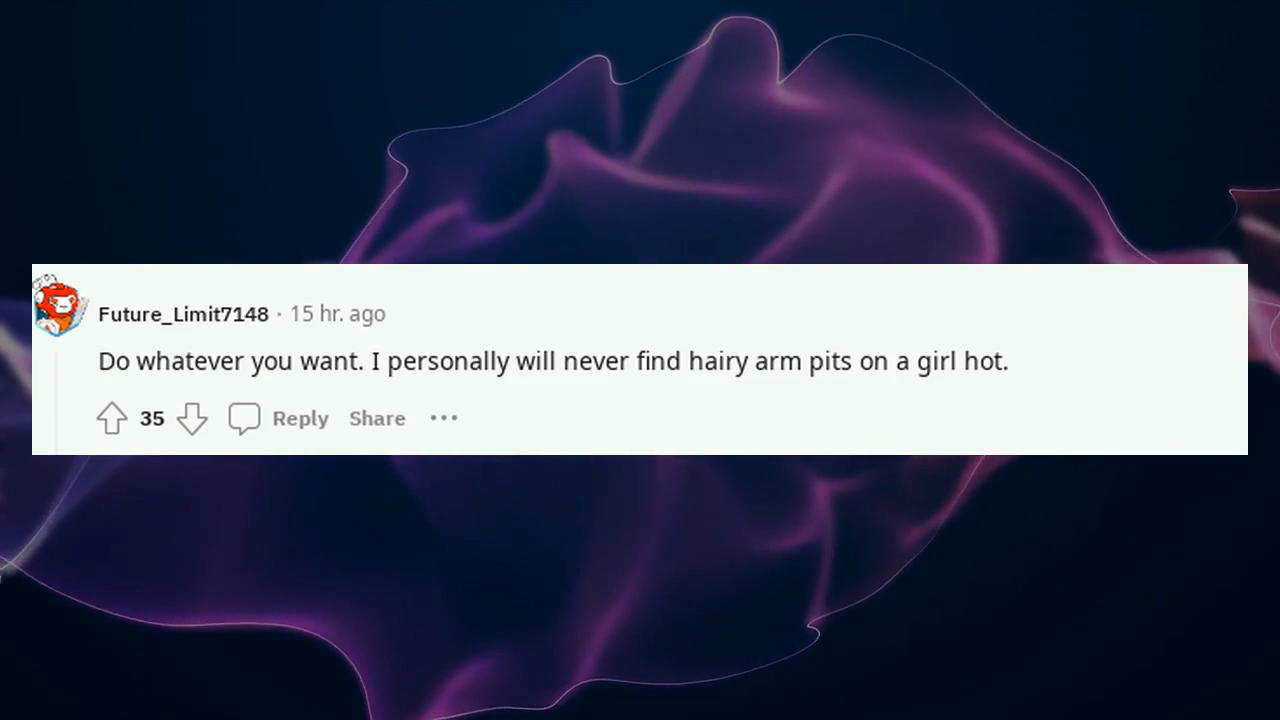 Future_Limit7148 · 15 hr. ago
Do whatever you want. I personally will never find hairy arm pits on a girl hot.
35 Reply Share ···